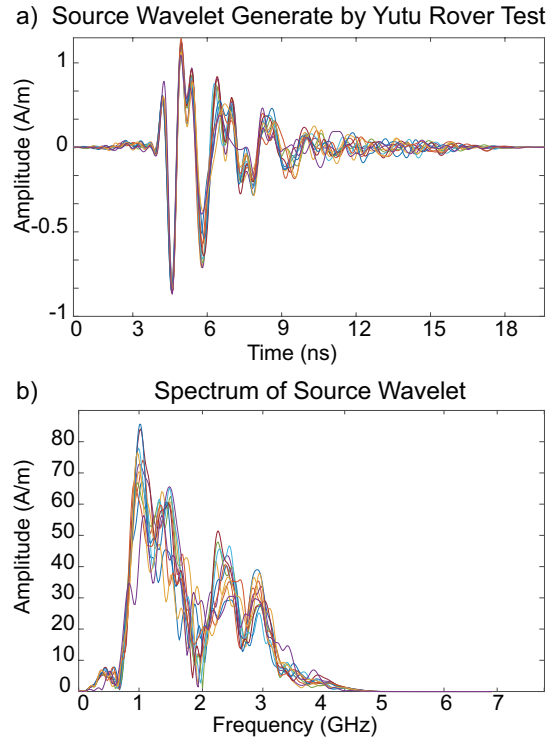 a) Source Wavelet Generate by Yutu Rover Test
1
0
-0.5
-1
Amplitude (A/m)
0 3 6 9 12 15 18
Time (ns)
b) Spectrum of Source Wavelet
80
70
60
50
40
30
20
10
0
Amplitude (A/m)
0 1 2 3 4 5 6 7
Frequency (GHz)